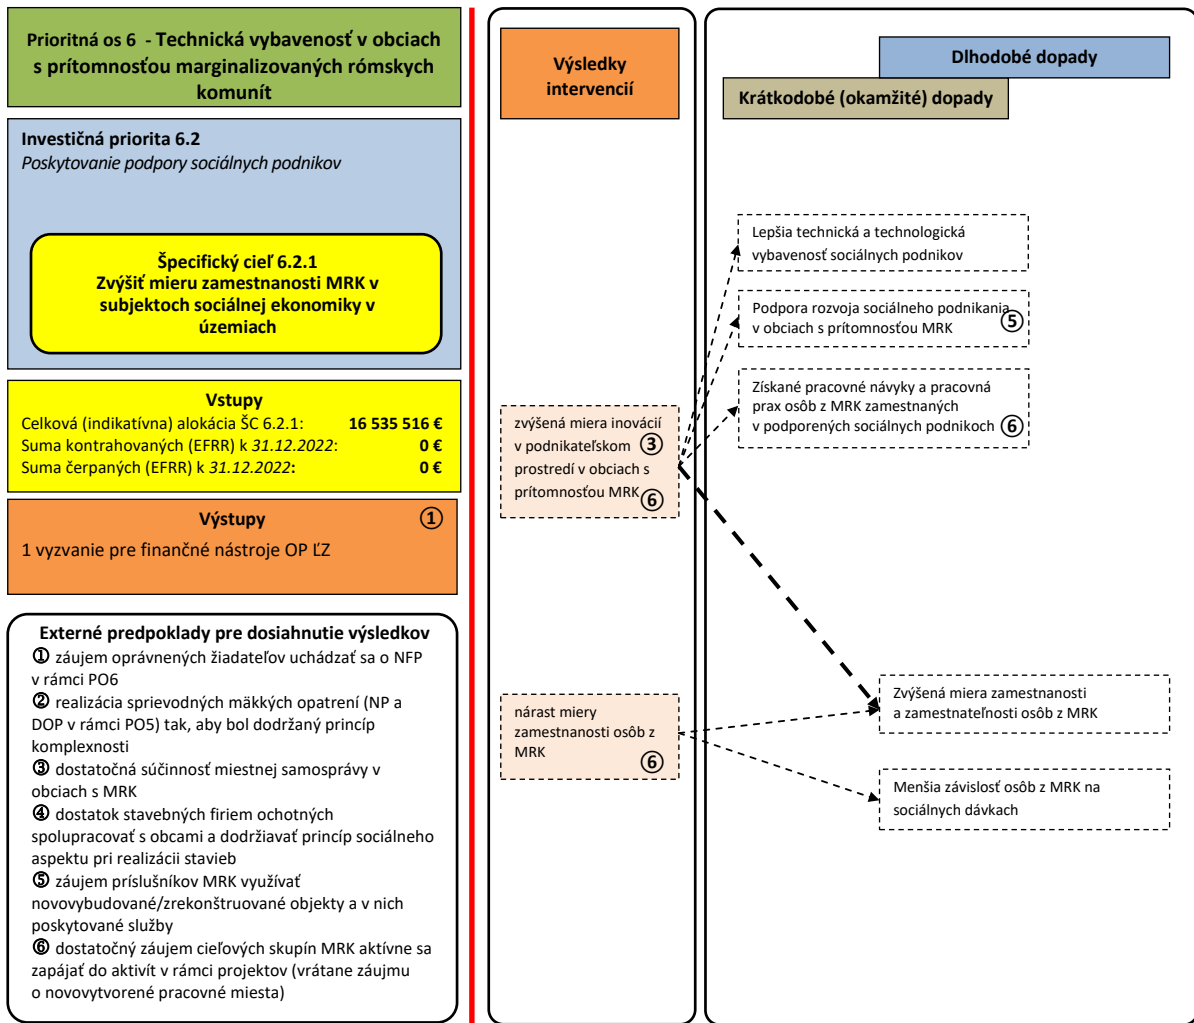 Prioritná os 6 - Technická vybavenosť v obciach
s prítomnosťou marginalizovaných rómskych
komunít
Investičná priorita 6.2
Poskytovanie podpory sociálnych podnikov
Špecifický cieľ 6.2.1
Zvýšiť mieru zamestnanosti MRK v
subjektoch sociálnej ekonomiky v
územiach
Vstupy
Celková (indikatívna) alokácia ŠC 6.2.1: 16 535 516 €
Suma kontrahovaných (EFRR) k 31.12.2022: 0 €
Suma čerpaných (EFRR) k 31.12.2022: 0 €
Výstupy ①
1 vyzvanie pre finančné nástroje OP ĽZ
Externé predpoklady pre dosiahnutie výsledkov
① záujem oprávnených žiadateľov uchádzať sa o NFP
v rámci PO6
② realizácia sprievodných mäkkých opatrení (NP a
DOP v rámci PO5) tak, aby bol dodržaný princíp
komplexnosti
③ dostatočná súčinnosť miestnej samosprávy v
obciach s MRK
④ dostatok stavebných firiem ochotných
spolupracovať s obcami a dodržiavať princíp sociálneho
aspektu pri realizácii stavieb
⑤ záujem príslušníkov MRK využívať
novovybudované/zrekonštruované objekty a v nich
poskytované služby
⑥ dostatočný záujem cieľových skupín MRK aktívne sa
zapájať do aktivít v rámci projektov (vrátane záujmu
o novovytvorené pracovné miesta)
Výsledky
intervencií
zvýšená miera inovácií
v podnikateľskom ③
prostredí v obciach s
prítomnosťou MRK ⑥
nárast miery
zamestnanosti osôb z
MRK ⑥
Dlhodobé dopady
Krátkodobé (okamžité) dopady
Lepšia technická a technologická
vybavenosť sociálnych podnikov
Podpora rozvoja sociálneho podnikania
v obciach s prítomnosťou MRK ⑤
Získané pracovné návyky a pracovná
prax osôb z MRK zamestnaných
v podporených sociálnych podnikoch ⑥
Zvýšená miera zamestnanosti
a zamestnateľnosti osôb z MRK
Menšia závislosť osôb z MRK na
sociálnych dávkach